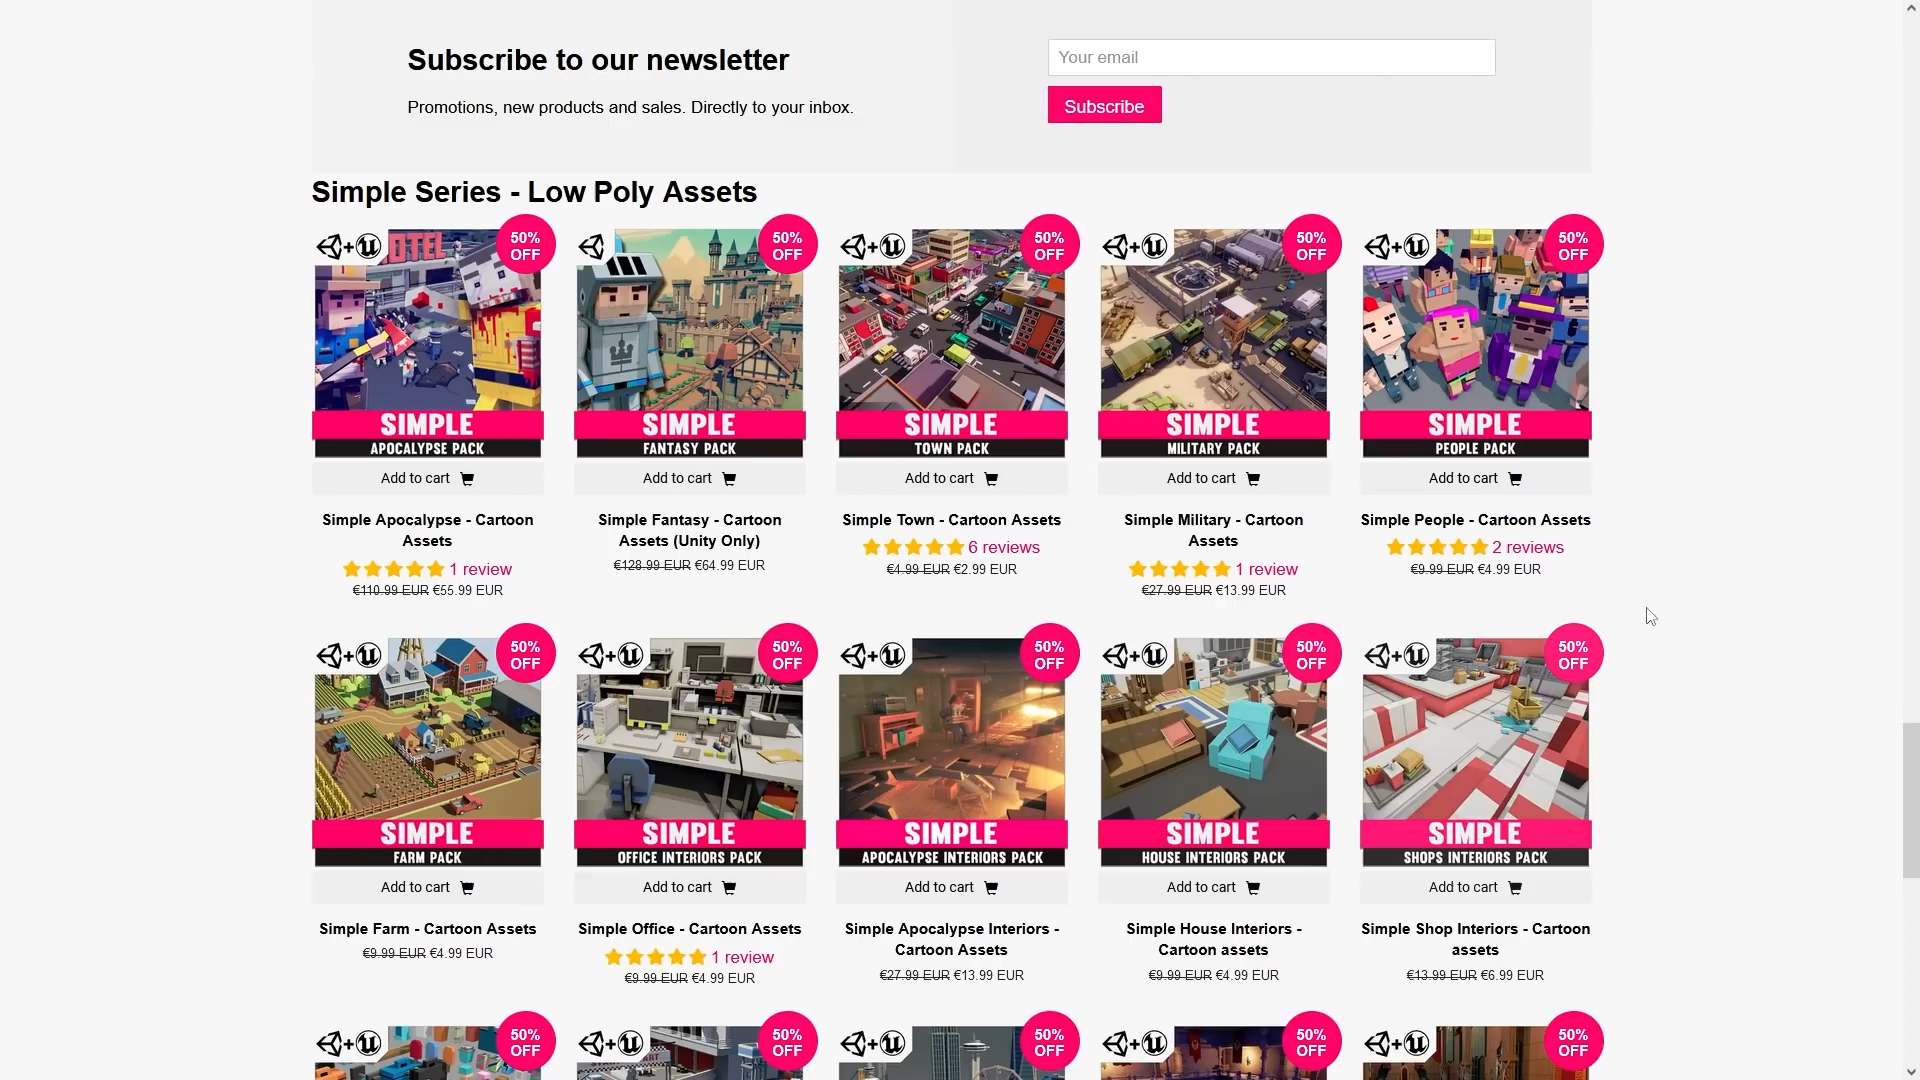 Subscribe to our newsletter
Your email
Promotions, new products and sales. Directly to your inbox.
Subscribe
Simple Series - Low Poly Assets
50% OFF
50% OFF
50% OFF
50% OFF
50% OFF
OTEL
SIMPLE
APOCALYPSE PACK
SIMPLE
FANTASY PACK
SIMPLE
TOWN PACK
SIMPLE
MILITARY PACK
SIMPLE
PEOPLE PACK
Add to cart
Add to cart
Add to cart
Add to cart
Add to cart
Simple Apocalypse - Cartoon
Assets
1 review
€110.99 EUR €55.99 EUR
Simple Fantasy - Cartoon
Assets (Unity Only)
€128.99 EUR €64.99 EUR
Simple Town - Cartoon Assets
6 reviews
€4.99 EUR €2.99 EUR
Simple Military - Cartoon
Assets
1 review
€27.99 EUR €13.99 EUR
Simple People - Cartoon Assets
2 reviews
€9.99 EUR €4.99 EUR
50% OFF
50% OFF
50% OFF
50% OFF
50% OFF
SIMPLE
FARM PACK
SIMPLE
OFFICE INTERIORS PACK
SIMPLE
APOCALYPSE INTERIORS PACK
SIMPLE
HOUSE INTERIORS PACK
SIMPLE
SHOPS INTERIORS PACK
Add to cart
Add to cart
Add to cart
Add to cart
Add to cart
Simple Farm - Cartoon Assets
€9.99 EUR €4.99 EUR
Simple Office - Cartoon Assets
1 review
€9.99 EUR €4.99 EUR
Simple Apocalypse Interiors -
Cartoon Assets
€27.99 EUR €13.99 EUR
Simple House Interiors -
Cartoon assets
€9.99 EUR €4.99 EUR
Simple Shop Interiors - Cartoon
assets
€13.99 EUR €6.99 EUR
50% OFF
50% OFF
50% OFF
50% OFF
50% OFF